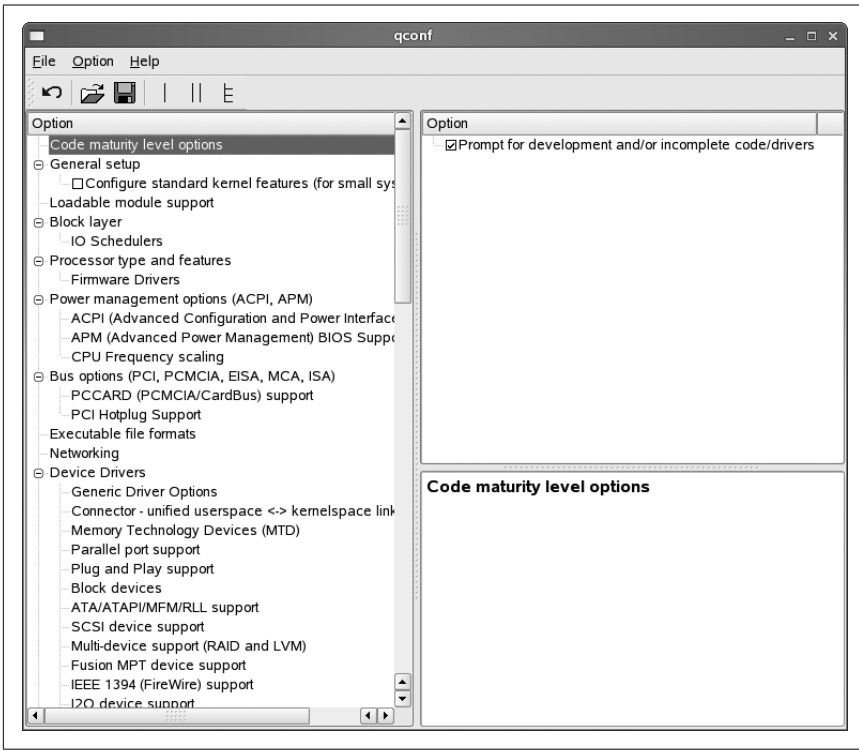 qconf
File Option Help
Option
Code maturity level options
General setup
Configure standard kernel features (for small sys
Loadable module support
Block layer
IO Schedulers
Processor type and features
Firmware Drivers
Power management options (ACPI, APM)
ACPI (Advanced Configuration and Power Interface
APM (Advanced Power Management) BIOS Suppo
CPU Frequency scaling
Bus options (PCI, PCMCIA, EISA, MCA, ISA)
PCCARD (PCMCIA/CardBus) support
PCI Hotplug Support
Executable file formats
Networking
Device Drivers
Generic Driver Options
Connector - unified userspace <-> kernelspace link
Memory Technology Devices (MTD)
Parallel port support
Plug and Play support
Block devices
ATA/ATAPI/MFM/RLL support
SCSI device support
Multi-device support (RAID and LVM)
Fusion MPT device support
IEEE 1394 (FireWire) support
I2O device support
Option
Prompt for development and/or incomplete code/drivers
Code maturity level options